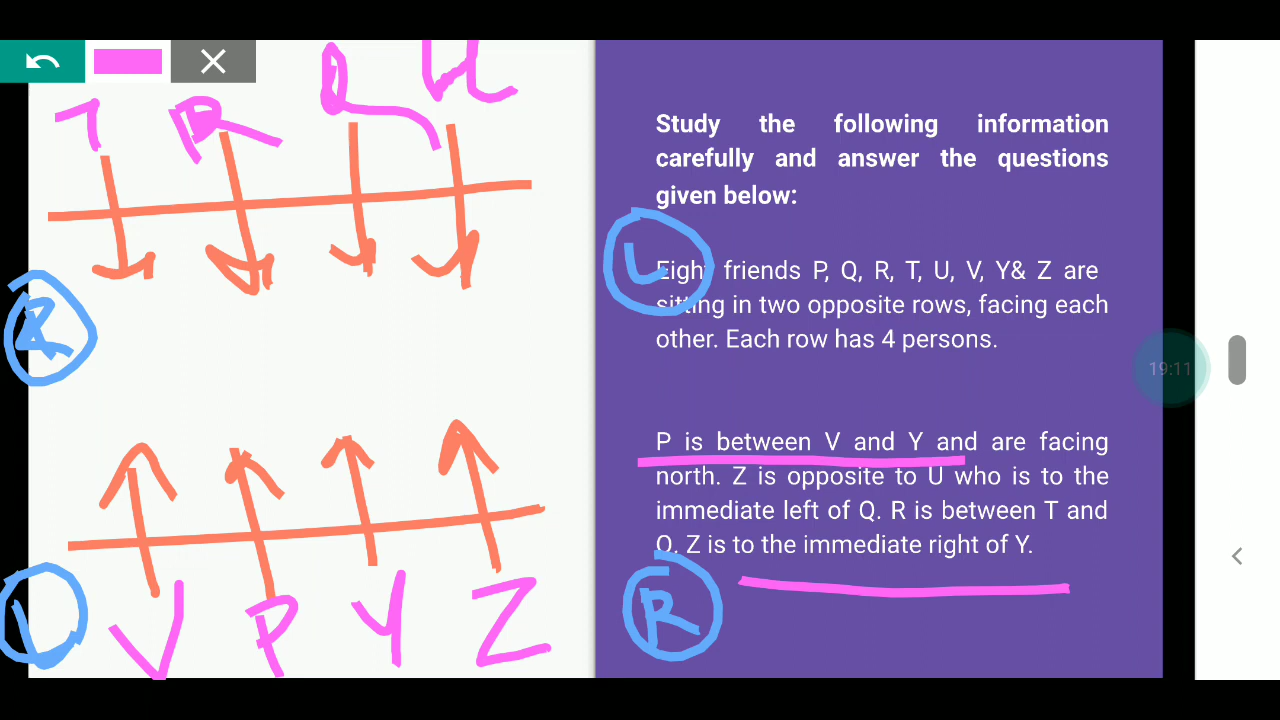 T R Q U
R
L V P Y Z
Study the following information
carefully and answer the questions
given below:
L
Eight friends P, Q, R, T, U, V, Y& Z are
sitting in two opposite rows, facing each
other. Each row has 4 persons.
P is between V and Y and are facing
north. Z is opposite to U who is to the
immediate left of Q. R is between T and
Q. Z is to the immediate right of Y.
R
19:11